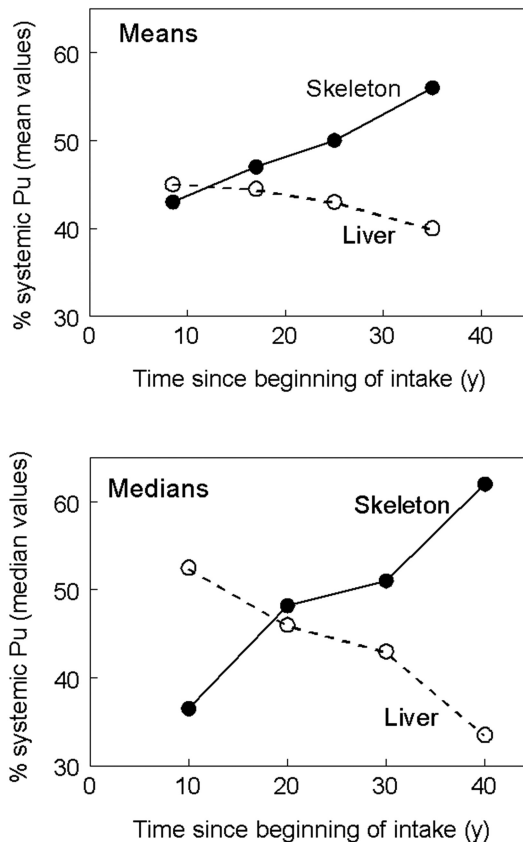 Means
60
50
40
30
% systemic Pu (mean values)
Skeleton
Liver
0 10 20 30 40
Time since beginning of intake (y)
Medians
60
50
40
30
% systemic Pu (median values)
Skeleton
Liver
0 10 20 30 40
Time since beginning of intake (y)